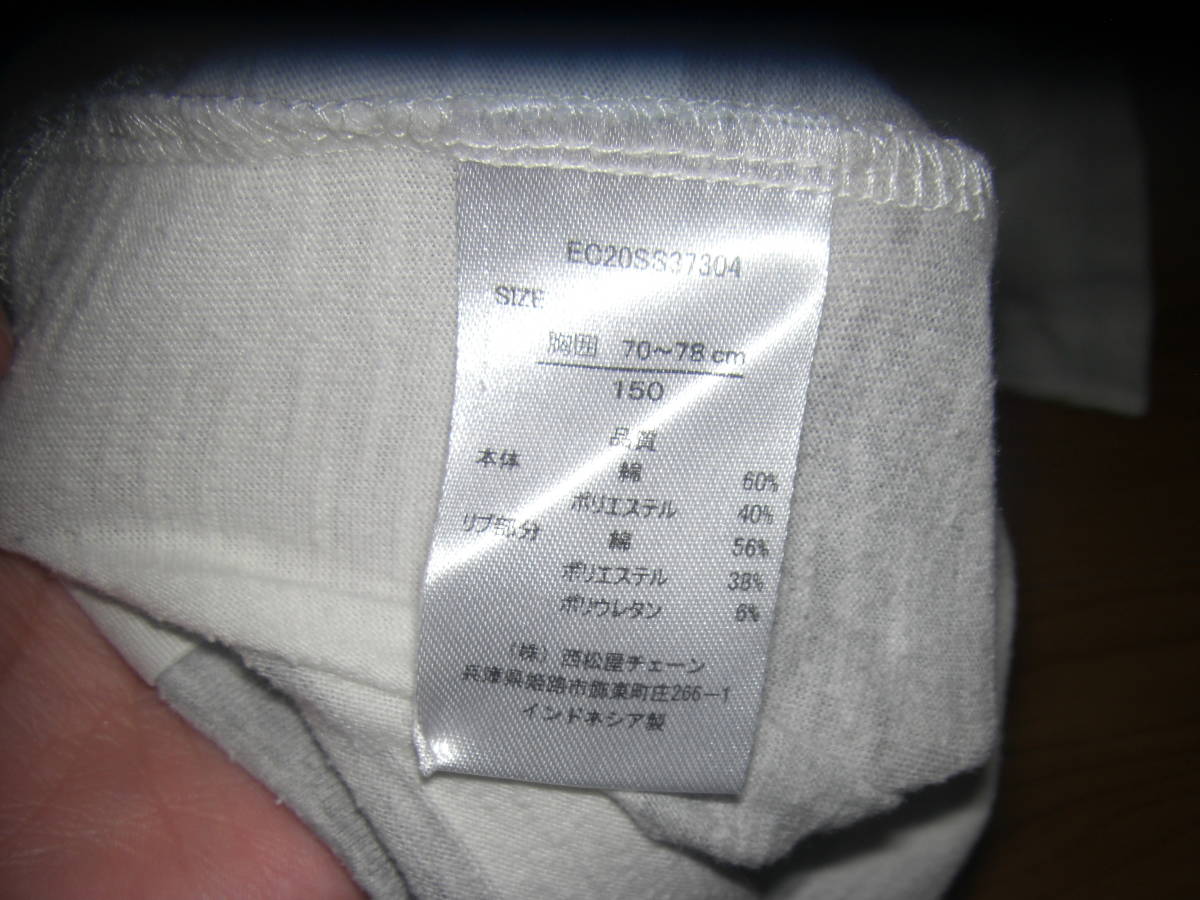 EC20SS37304
SIZE
胸囲 70~78cm
150
品質
本体 綿 60%
ポリエステル 40%
リブ部分 綿 56%
ポリエステル 38%
ポリウレタン 6%
(株) 西松屋チェーン
兵庫県姫路市飾東町庄266-1
インドネシア製